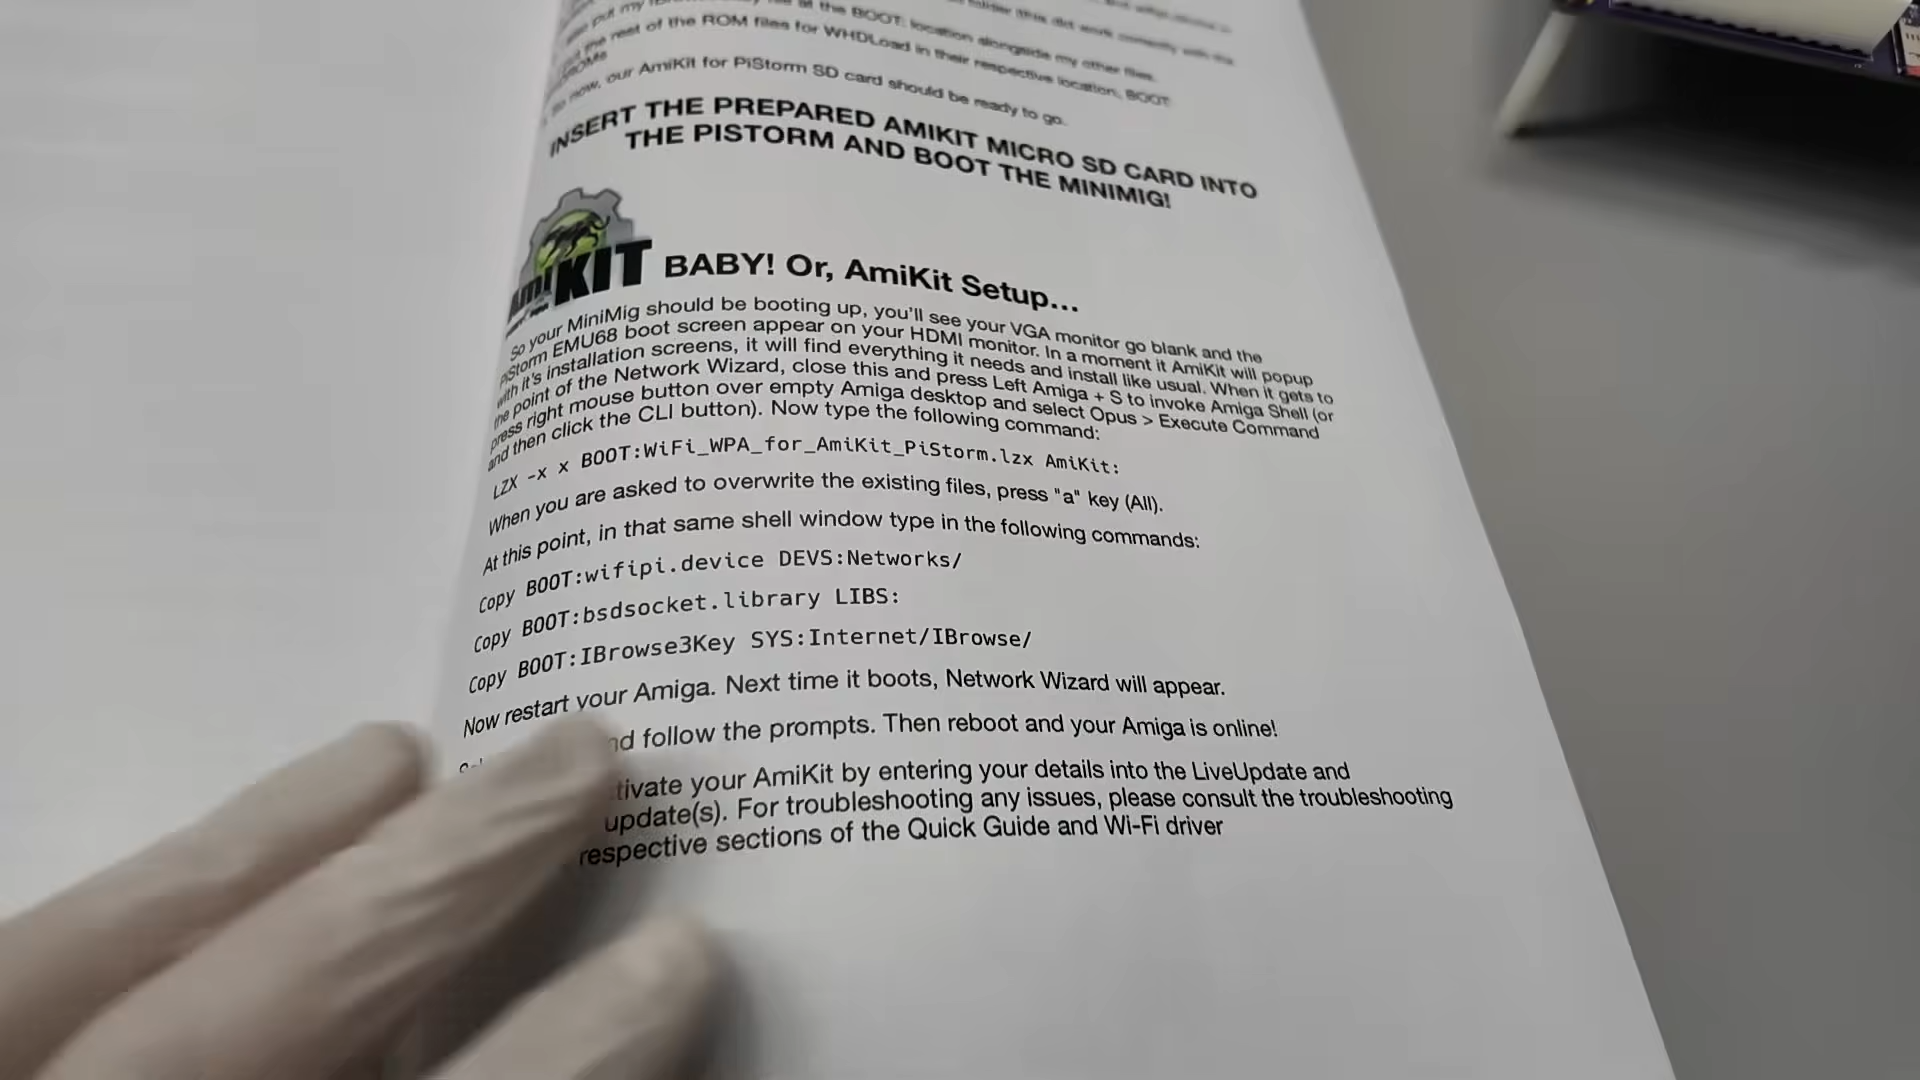 at the BOOT: location alongside my other files.
rest of the ROM files for WHDLoad in their respective location, BOOT:
ROMs
now, our AmiKit for PiStorm SD card should be ready to go.
INSERT THE PREPARED AMIKIT MICRO SD CARD INTO
THE PISTORM AND BOOT THE MINIMIG!
AmiKIT BABY! Or, AmiKit Setup...
So your MiniMig should be booting up, you'll see your VGA monitor go blank and the
PiStorm EMU68 boot screen appear on your HDMI monitor. In a moment it AmiKit will popup
with it's installation screens, it will find everything it needs and install like usual. When it gets to
the point of the Network Wizard, close this and press Left Amiga + S to invoke Amiga Shell (or
press right mouse button over empty Amiga desktop and select Opus > Execute Command
and then click the CLI button). Now type the following command:
LZX -x x BOOT:WiFi_WPA_for_AmiKit_PiStorm.lzx AmiKit:
When you are asked to overwrite the existing files, press "a" key (All).
At this point, in that same shell window type in the following commands:
Copy BOOT:wifipi.device DEVS:Networks/
Copy BOOT:bsdsocket.library LIBS:
Copy BOOT:IBrowse3Key SYS:Internet/IBrowse/
Now restart your Amiga. Next time it boots, Network Wizard will appear.
follow the prompts. Then reboot and your Amiga is online!
your AmiKit by entering your details into the LiveUpdate and
update(s). For troubleshooting any issues, please consult the troubleshooting
respective sections of the Quick Guide and Wi-Fi driver